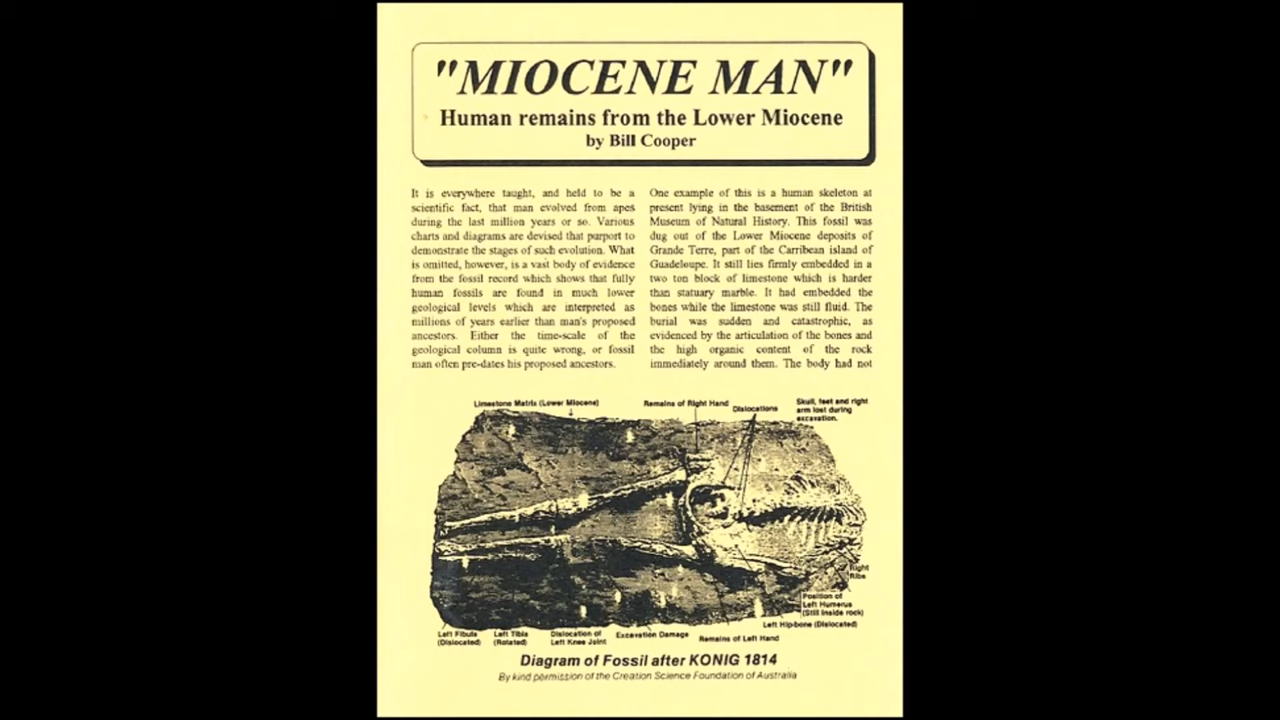 "MIOCENE MAN"
Human remains from the Lower Miocene
by Bill Cooper
It is everywhere taught, and held to be a
scientific fact, that man evolved from apes
during the last million years or so. Various
charts and diagrams are devised that purport to
demonstrate the stages of such evolution. What
is omitted, however, is a vast body of evidence
from the fossil record which shows that fully
human fossils are found in much lower
geological levels which are interpreted as
millions of years earlier than man's proposed
ancestors. Either the time-scale of the
geological column is quite wrong, or fossil
man often pre-dates his proposed ancestors.
One example of this is a human skeleton at
present lying in the basement of the British
Museum of Natural History. This fossil was
dug out of the Lower Miocene deposits of
Grande Terre, part of the Carribean island of
Guadeloupe. It still lies firmly embedded in a
two ton block of limestone which is harder
than statuary marble. It had embedded the
bones while the limestone was still fluid. The
burial was sudden and catastrophic, as
evidenced by the articulation of the bones and
the high organic content of the rock
immediately around them. The body had not
Limestone Matrix (Lower Miocene)
Remains of Right Hand
Dislocations
Skull, feet and right
arm lost during
excavation.
Right
Ribs
Position of
Left Humerus
(Still inside rock)
Left Hip-bone (Dislocated)
Left Fibula
(Dislocated)
Left Tibia
(Rotated)
Dislocation of
Left Knee Joint
Excavation Damage
Remains of Left Hand
Diagram of Fossil after KONIG 1814
By kind permission of the Creation Science Foundation of Australia